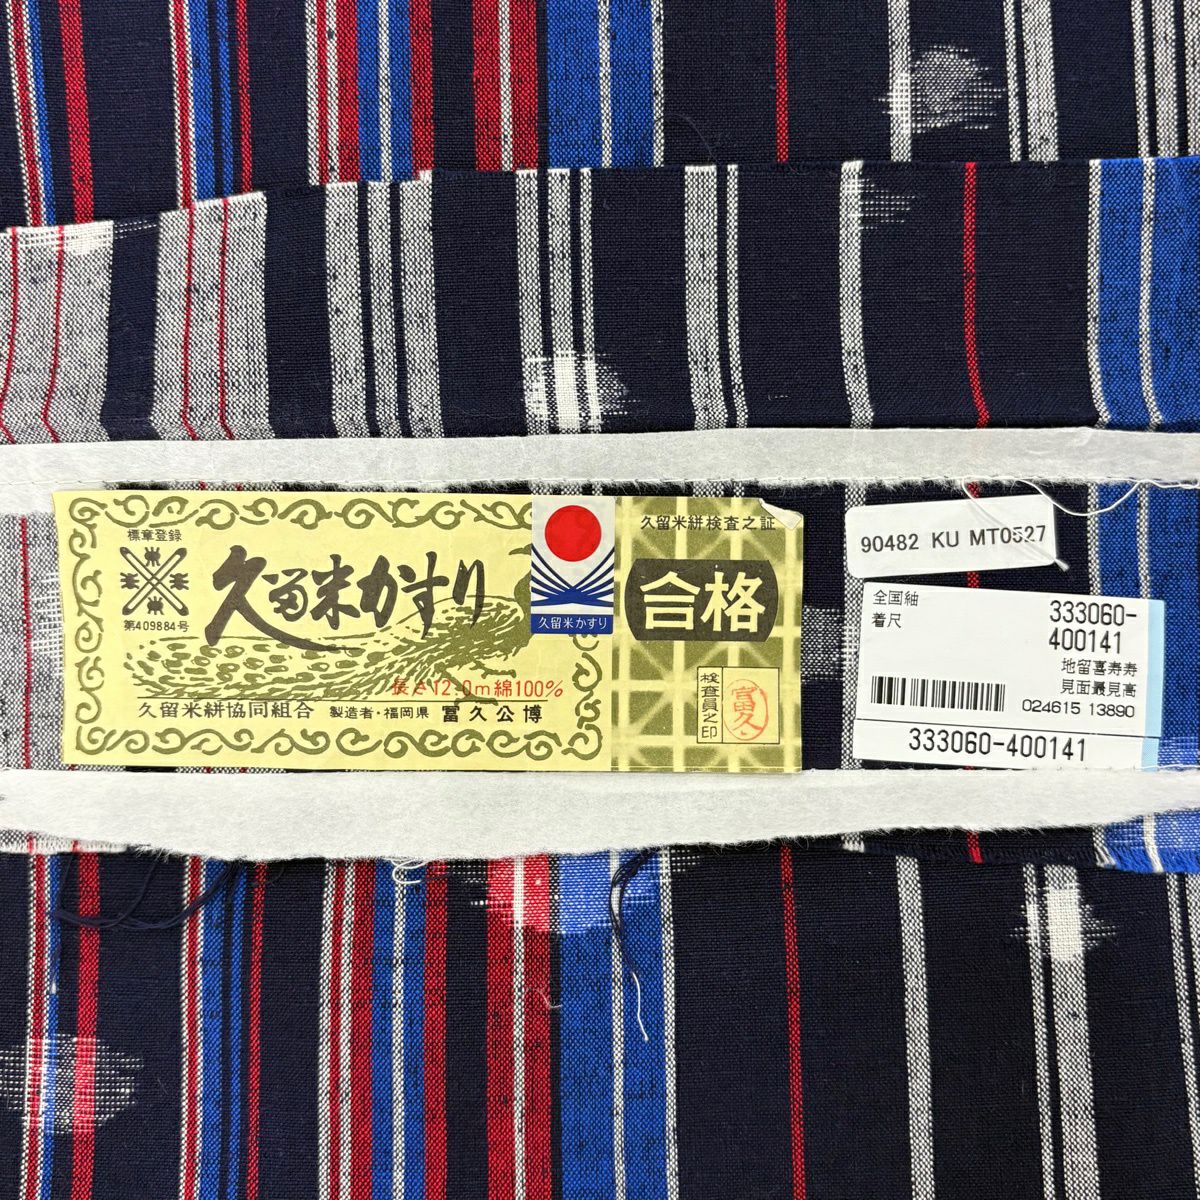 標章登録
第409884号
久留米かすり
長さ12.0m綿100%
久留米絣協同組合 製造者・福岡県 冨久公博
久留米かすり
久留米絣検査之証
合格
検査員之印
冨久
90482 KU MT0527
全国紬
着尺
333060-
400141
地留喜寿寿
見面最見高
024615 13890
333060-400141